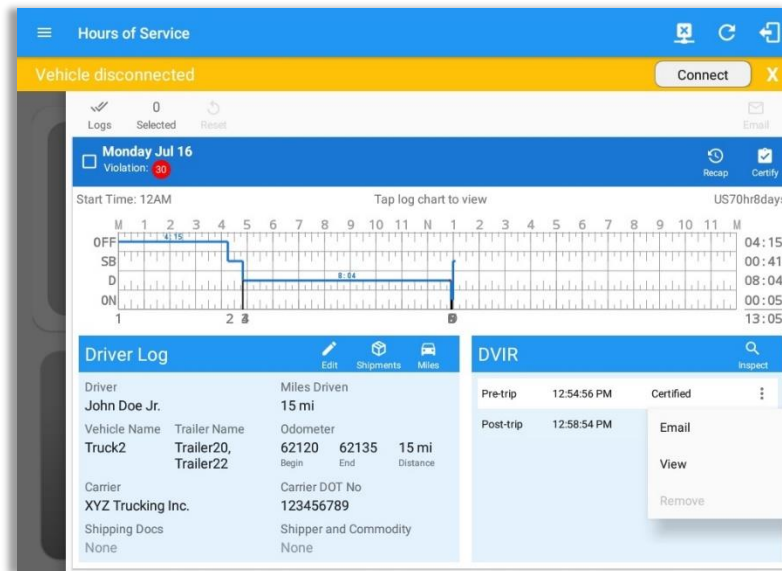 Hours of Service
Vehicle disconnected
Connect
X
Logs
0
Selected
Reset
Email
Monday Jul 16
Violation: 30
Recap
Certify
Start Time: 12AM
Tap log chart to view
US70hr8days
M 1 2 3 4 5 6 7 8 9 10 11 N 1 2 3 4 5 6 7 8 9 10 11 M
OFF 4:15 04:15
SB 00:41
D 8:04 08:04
ON 00:05
1 2 13:05
Driver Log
Edit
Shipments
Miles
Driver
John Doe Jr.
Miles Driven
15 mi
Vehicle Name
Truck2
Trailer Name
Trailer20,
Trailer22
Odometer
62120 62135 15 mi
Begin End Distance
Carrier
XYZ Trucking Inc.
Carrier DOT No
123456789
Shipping Docs
None
Shipper and Commodity
None
DVIR
Inspect
Pre-trip 12:54:56 PM Certified
Post-trip 12:58:54 PM
Email
View
Remove